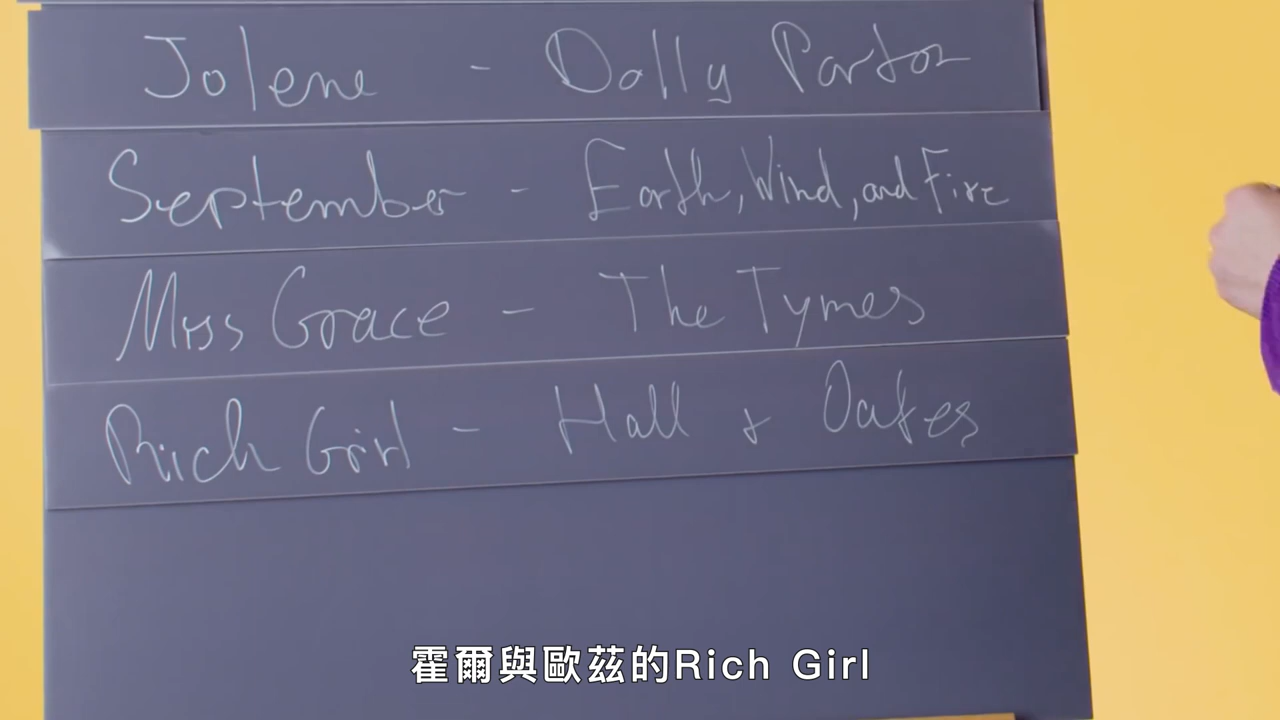 Jolene - Dolly Parton
September - Earth, Wind, and Fire
Miss Grace - The Tymes
Rich Girl - Hall & Oates
霍爾與歐茲的Rich Girl